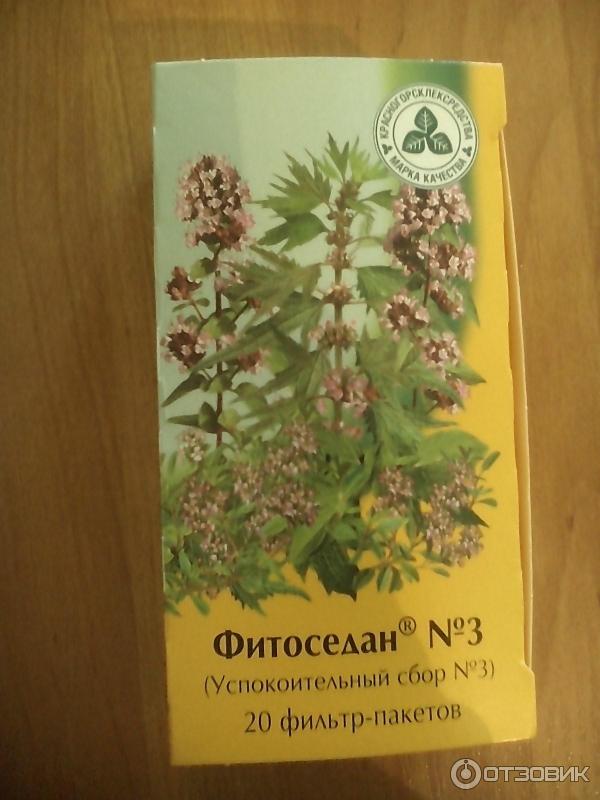 КРАСНОГОРСКЛЕКСРЕДСТВА
МАРКА КАЧЕСТВА
Фитоседан® №3
(Успокоительный сбор №3)
20 фильтр-пакетов
ОТЗОВИК